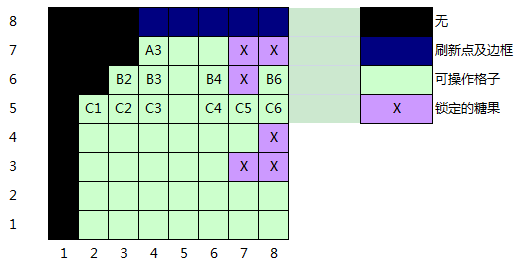 8 无
7 A3 X X 刷新点及边框
6 B2 B3 B4 X B6 可操作格子
5 C1 C2 C3 C4 C5 C6 X 锁定的糖果
4 X
3 X X
2
1
1 2 3 4 5 6 7 8